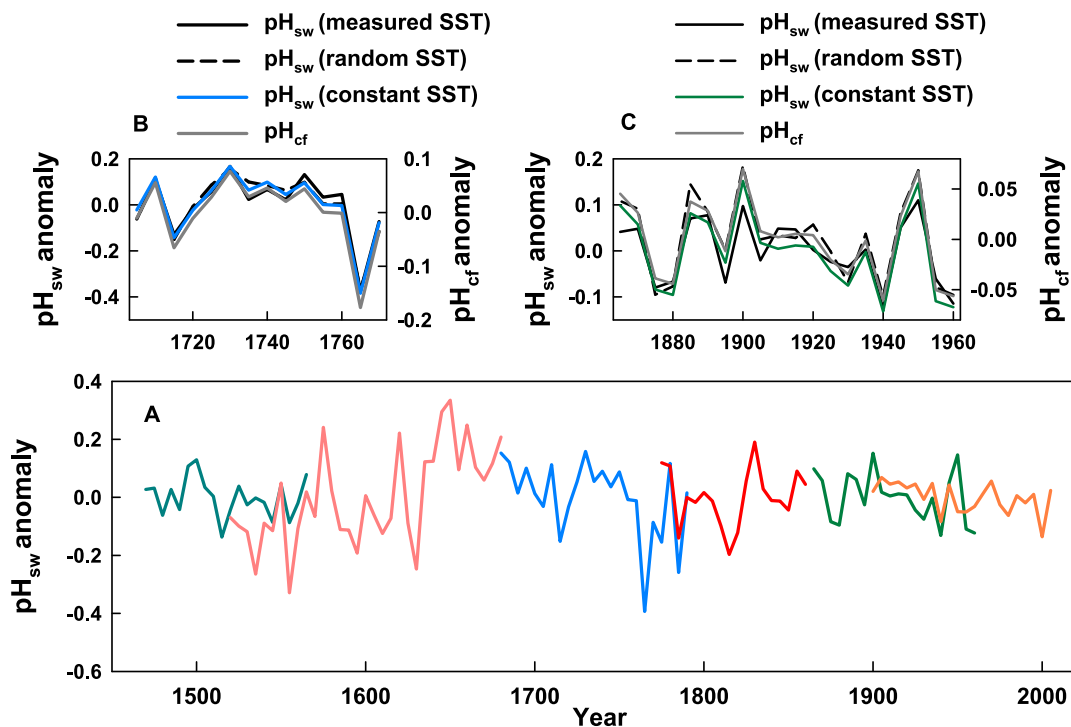 pHsw (measured SST)
pHsw (random SST)
pHsw (constant SST)
pHcf
B
pHsw anomaly
0.2
0.0
-0.2
-0.4
0.1
0.0
-0.1
-0.2
pHcf anomaly
1720 1740 1760
pHsw (measured SST)
pHsw (random SST)
pHsw (constant SST)
pHcf
C
pHsw anomaly
0.2
0.1
0.0
-0.1
0.05
0.00
-0.05
pHcf anomaly
1880 1900 1920 1940 1960
A
pHsw anomaly
0.4
0.2
0.0
-0.2
-0.4
-0.6
1500 1600 1700 1800 1900 2000
Year